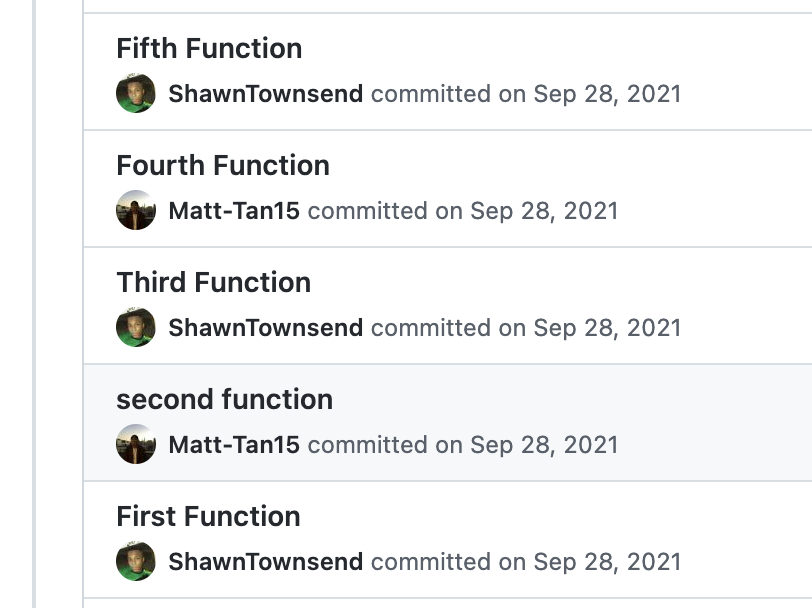 Fifth Function
ShawnTownsend committed on Sep 28, 2021
Fourth Function
Matt-Tan15 committed on Sep 28, 2021
Third Function
ShawnTownsend committed on Sep 28, 2021
second function
Matt-Tan15 committed on Sep 28, 2021
First Function
ShawnTownsend committed on Sep 28, 2021